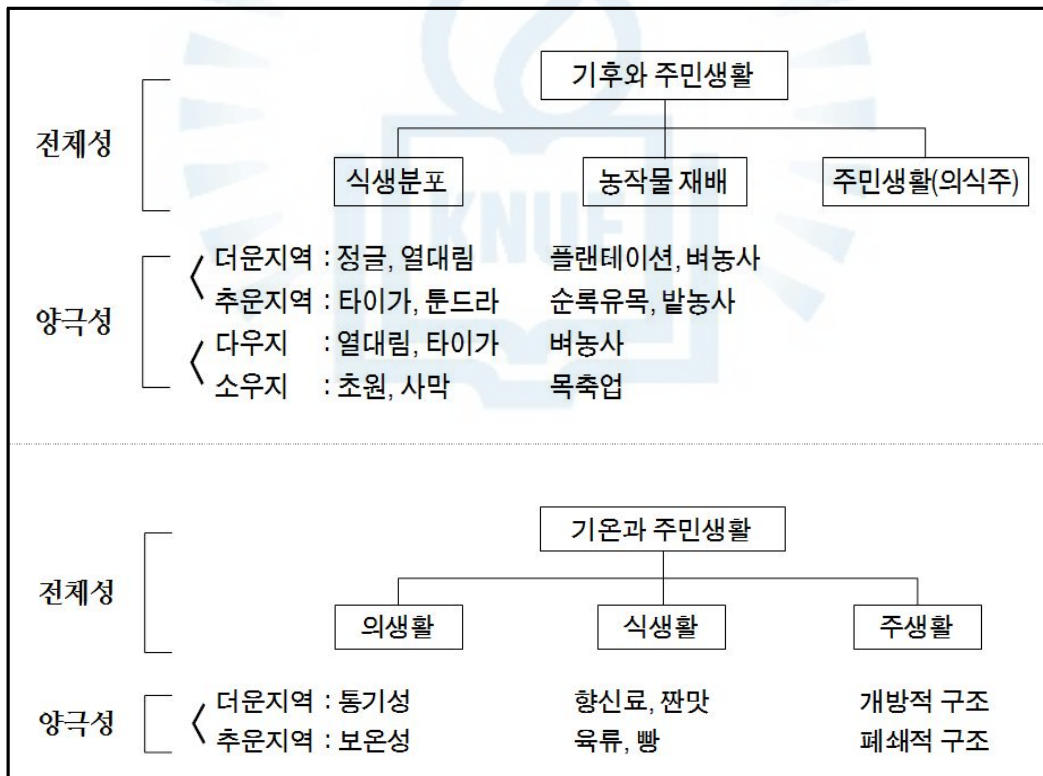 기후와 주민생활
전체성
식생분포 농작물 재배 주민생활(의식주)
더운지역 : 정글, 열대림 플랜테이션, 벼농사
추운지역 : 타이가, 툰드라 순록유목, 밭농사
양극성
다우지 : 열대림, 타이가 벼농사
소우지 : 초원, 사막 목축업
KNUE
기온과 주민생활
전체성
의생활 식생활 주생활
더운지역 : 통기성 향신료, 짠맛 개방적 구조
양극성
추운지역 : 보온성 육류, 빵 폐쇄적 구조